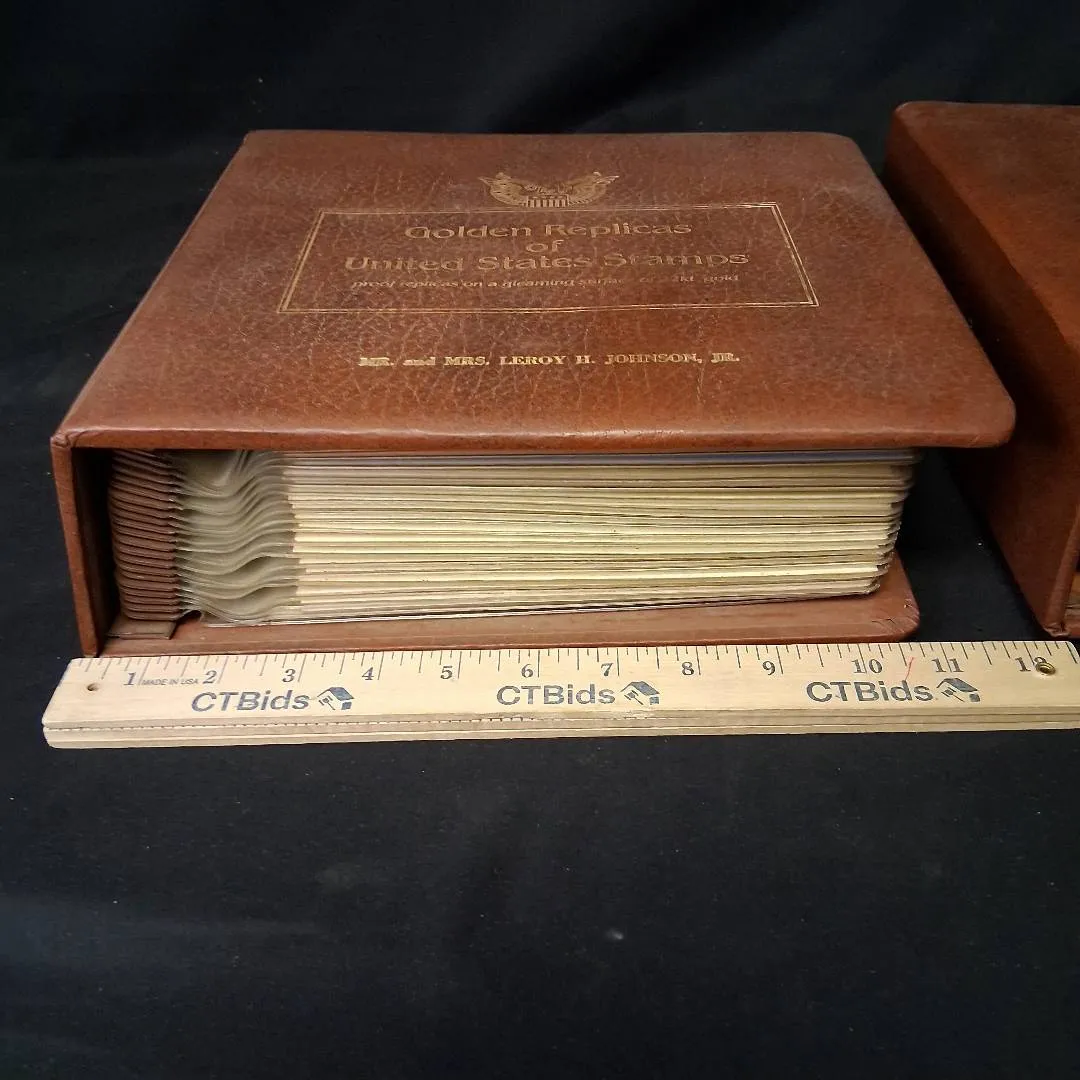 Golden Replicas
of
United States Stamps
proof replicas on a gleaming gold
MR. and MRS. LEROY H. JOHNSON, JR.
1 2 3 4 5 6 7 8 9 10 11 12
MADE IN USA
CTBids CTBids CTBids